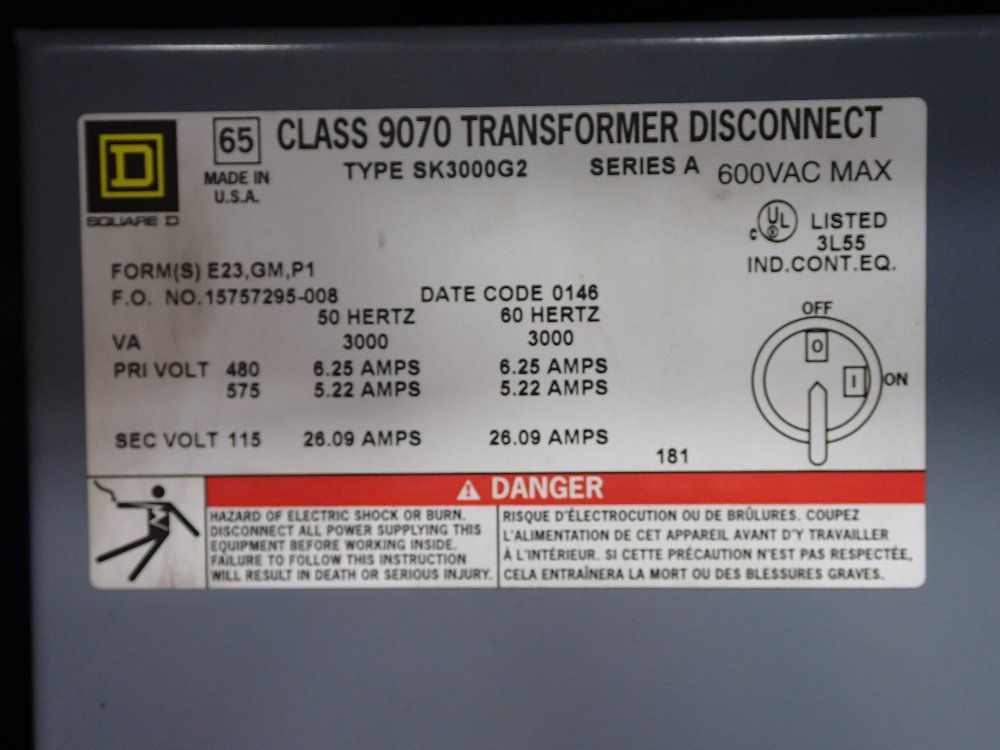 D
SQUARE D
65
MADE IN
U.S.A.
CLASS 9070 TRANSFORMER DISCONNECT
TYPE SK3000G2 SERIES A 600VAC MAX
C UL LISTED
3L55
IND.CONT.EQ.
FORM(S) E23,GM,P1
F.O. NO.15757295-008 DATE CODE 0146
50 HERTZ 60 HERTZ
VA 3000 3000
PRI VOLT 480 6.25 AMPS 6.25 AMPS
575 5.22 AMPS 5.22 AMPS
SEC VOLT 115 26.09 AMPS 26.09 AMPS
181
OFF
O
I ON
DANGER
HAZARD OF ELECTRIC SHOCK OR BURN.
DISCONNECT ALL POWER SUPPLYING THIS
EQUIPMENT BEFORE WORKING INSIDE.
FAILURE TO FOLLOW THIS INSTRUCTION
WILL RESULT IN DEATH OR SERIOUS INJURY.
RISQUE D'ÉLECTROCUTION OU DE BRÛLURES. COUPEZ
L'ALIMENTATION DE CET APPAREIL AVANT D'Y TRAVAILLER
À L'INTÉRIEUR. SI CETTE PRÉCAUTION N'EST PAS RESPECTÉE,
CELA ENTRAÎNERA LA MORT OU DES BLESSURES GRAVES.